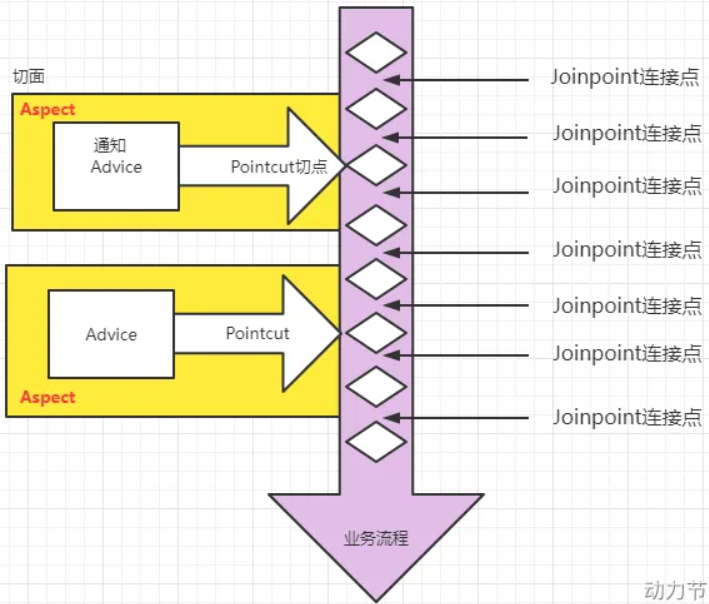 切面
Aspect
通知
Advice
Pointcut切点
Advice
Pointcut
Aspect
Joinpoint连接点
Joinpoint连接点
Joinpoint连接点
Joinpoint连接点
Joinpoint连接点
Joinpoint连接点
Joinpoint连接点
业务流程
动力节